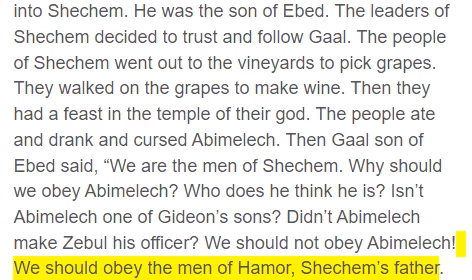 into Shechem. He was the son of Ebed. The leaders of
Shechem decided to trust and follow Gaal. The people
of Shechem went out to the vineyards to pick grapes.
They walked on the grapes to make wine. Then they
had a feast in the temple of their god. The people ate
and drank and cursed Abimelech. Then Gaal son of
Ebed said, “We are the men of Shechem. Why should
we obey Abimelech? Who does he think he is? Isn’t
Abimelech one of Gideon’s sons? Didn’t Abimelech
make Zebul his officer? We should not obey Abimelech!
We should obey the men of Hamor, Shechem’s father.